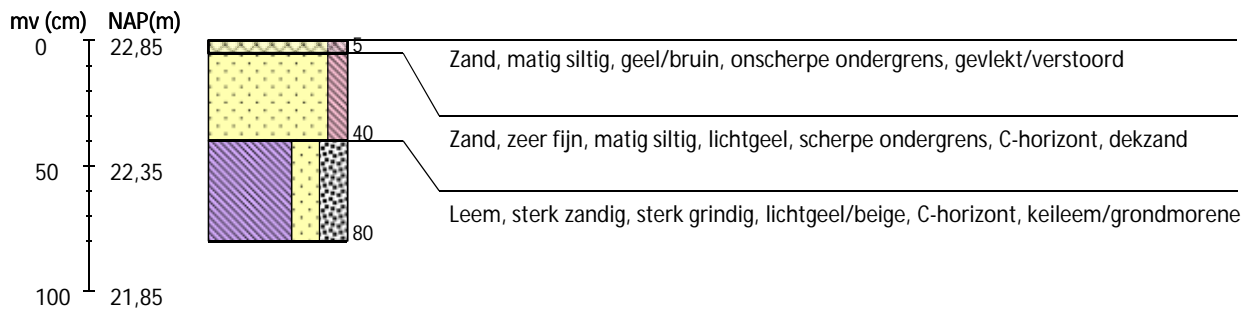 mv (cm) NAP(m)
0 22,85
5
Zand, matig siltig, geel/bruin, onscherpe ondergrens, gevlekt/verstoord
40
Zand, zeer fijn, matig siltig, lichtgeel, scherpe ondergrens, C-horizont, dekzand
50 22,35
Leem, sterk zandig, sterk grindig, lichtgeel/beige, C-horizont, keileem/grondmorene
80
100 21,85